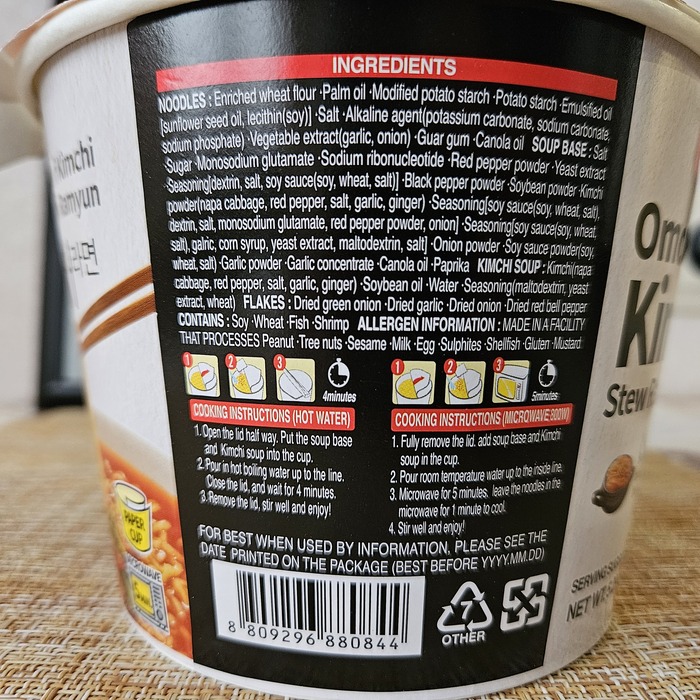 INGREDIENTS
NOODLES : Enriched wheat flour ·Palm oil ·Modified potato starch ·Potato starch ·Emulsified oil
[sunflower seed oil, lecithin(soy)] ·Salt ·Alkaline agent(potassium carbonate, sodium carbonate,
sodium phosphate) ·Vegetable extract(garlic, onion) ·Guar gum ·Canola oil SOUP BASE : Salt
·Sugar ·Monosodium glutamate ·Sodium ribonucleotide ·Red pepper powder ·Yeast extract
·Seasoning[dextrin, salt, soy sauce(soy, wheat, salt)] ·Black pepper powder ·Soybean powder ·Kimchi
powder(napa cabbage, red pepper, salt, garlic, ginger) ·Seasoning[soy sauce(soy, wheat, salt),
dextrin, salt, monosodium glutamate, red pepper powder, onion] ·Seasoning[soy sauce(soy, wheat,
salt), galric, corn syrup, yeast extract, maltodextrin, salt] ·Onion powder ·Soy sauce powder(soy,
wheat, salt) ·Garlic powder ·Garlic concentrate ·Canola oil ·Paprika KIMCHI SOUP : Kimchi(napa
cabbage, red pepper, salt, garlic, ginger) ·Soybean oil ·Water ·Seasoning(maltodextrin, yeast
extract, wheat) FLAKES : Dried green onion ·Dried garlic ·Dried onion ·Dried red bell pepper
CONTAINS : Soy ·Wheat ·Fish ·Shrimp ALLERGEN INFORMATION : MADE IN A FACILITY
THAT PROCESSES Peanut ·Tree nuts ·Sesame ·Milk ·Egg ·Sulphites ·Shellfish ·Gluten ·Mustard
1 2 3
4minutes
COOKING INSTRUCTIONS (HOT WATER)
1. Open the lid half way. Put the soup base
and Kimchi soup into the cup.
2. Pour in hot boiling water up to the line.
Close the lid, and wait for 4 minutes.
3. Remove the lid, stir well and enjoy!
1 2 3
5minutes
COOKING INSTRUCTIONS (MICROWAVE:800W)
1. Fully remove the lid. add soup base and Kimchi
soup in the cup.
2. Pour room temperature water up to the inside line.
3. Microwave for 5 minutes. leave the noodles in the
microwave for 1 minute to cool.
4. Stir well and enjoy!
FOR BEST WHEN USED BY INFORMATION, PLEASE SEE THE
DATE PRINTED ON THE PACKAGE (BEST BEFORE YYYY.MM.DD)
8 809296 880844
7
OTHER
Kimchi
라면
PAPER
CUP
MICROWAVE
Stew
SERVING
NET WT.